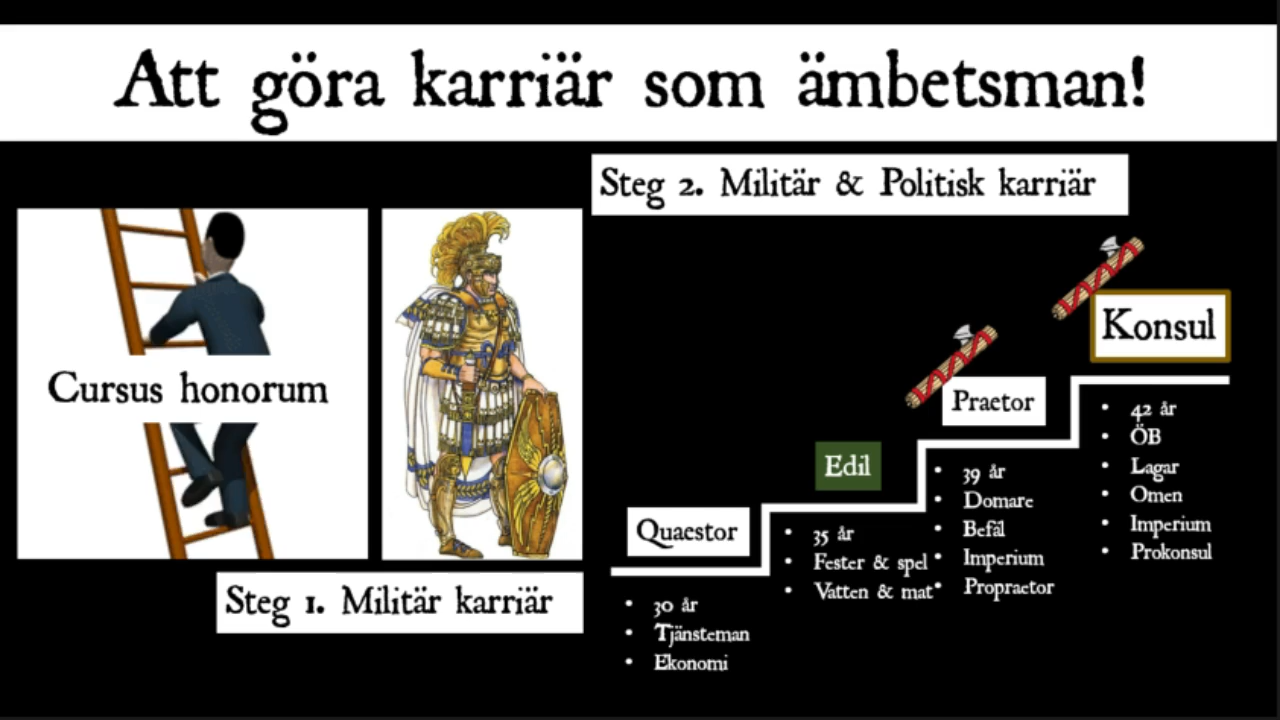 Att göra karriär som ämbetsman!
Steg 2. Militär & Politisk karriär
Cursus honorum
Steg 1. Militär karriär
Quaestor
• 30 år
• Tjänsteman
• Ekonomi
Edil
• 35 år
• Fester & spel
• Vatten & mat
Praetor
• 39 år
• Domare
• Befäl
• Imperium
• Propraetor
Konsul
• 42 år
• ÖB
• Lagar
• Omen
• Imperium
• Prokonsul